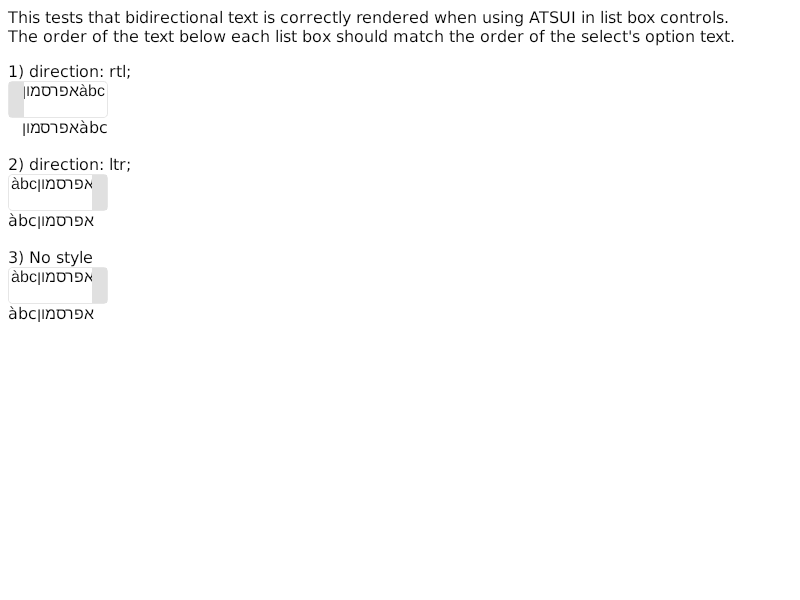 This tests that bidirectional text is correctly rendered when using ATSUI in list box controls.
The order of the text below each list box should match the order of the select's option text.
1) direction: rtl;
àbcאפרסמון
àbcאפרסמון
2) direction: ltr;
àbcאפרסמון
àbcאפרסמון
3) No style
àbcאפרסמון
àbcאפרסמון